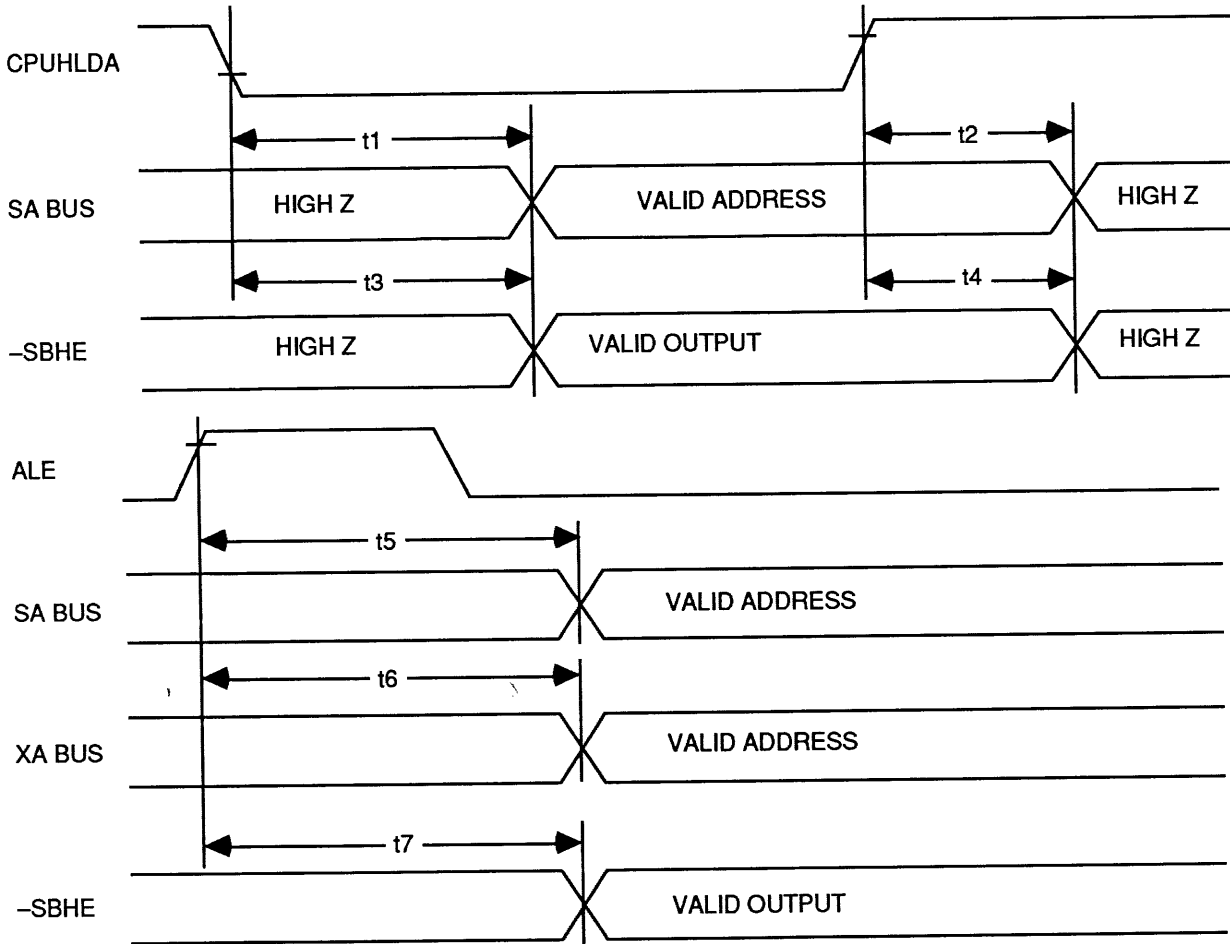 CPUHLDA
t1
t2
SA BUS
HIGH Z
VALID ADDRESS
HIGH Z
t3
t4
–SBHE
HIGH Z
VALID OUTPUT
HIGH Z
ALE
t5
SA BUS
VALID ADDRESS
t6
XA BUS
VALID ADDRESS
t7
–SBHE
VALID OUTPUT